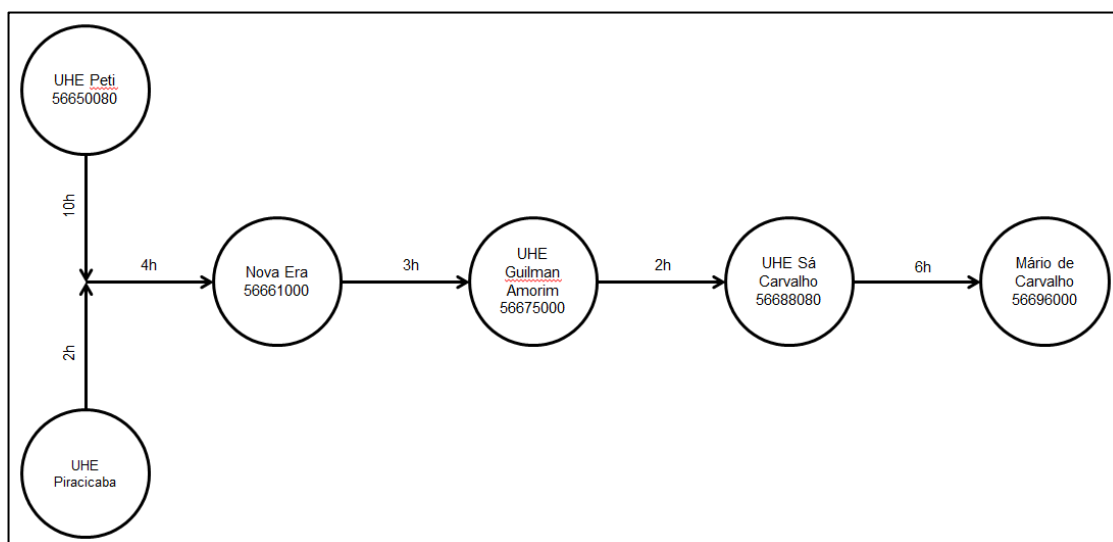 UHE Peti
56650080
10h
4h
Nova Era
56661000
3h
UHE
Guilman
Amorim
56675000
2h
UHE Sá
Carvalho
56688080
6h
Mário de
Carvalho
56696000
2h
UHE
Piracicaba